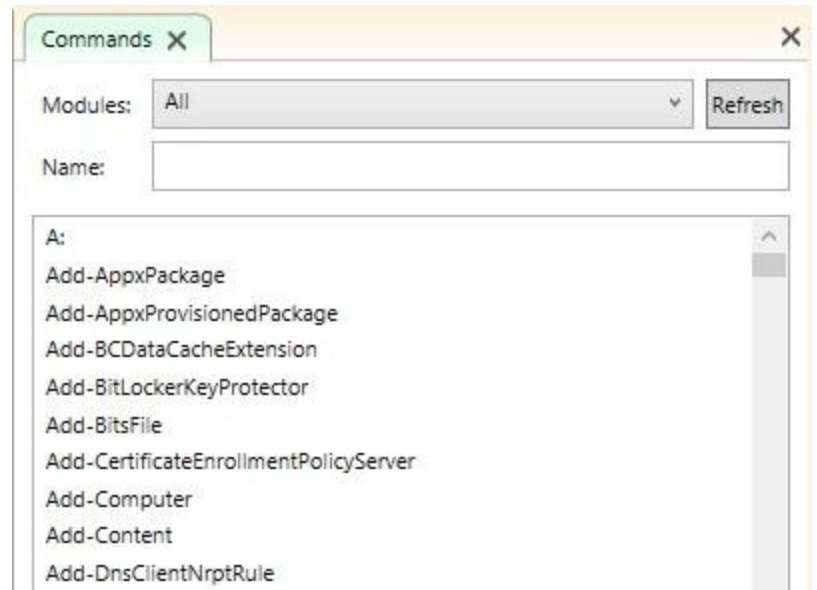 Commands
Modules: All Refresh
Name:
A:
Add-AppxPackage
Add-AppxProvisionedPackage
Add-BCDataCacheExtension
Add-BitLockerKeyProtector
Add-BitsFile
Add-CertificateEnrollmentPolicyServer
Add-Computer
Add-Content
Add-DnsClientNrptRule